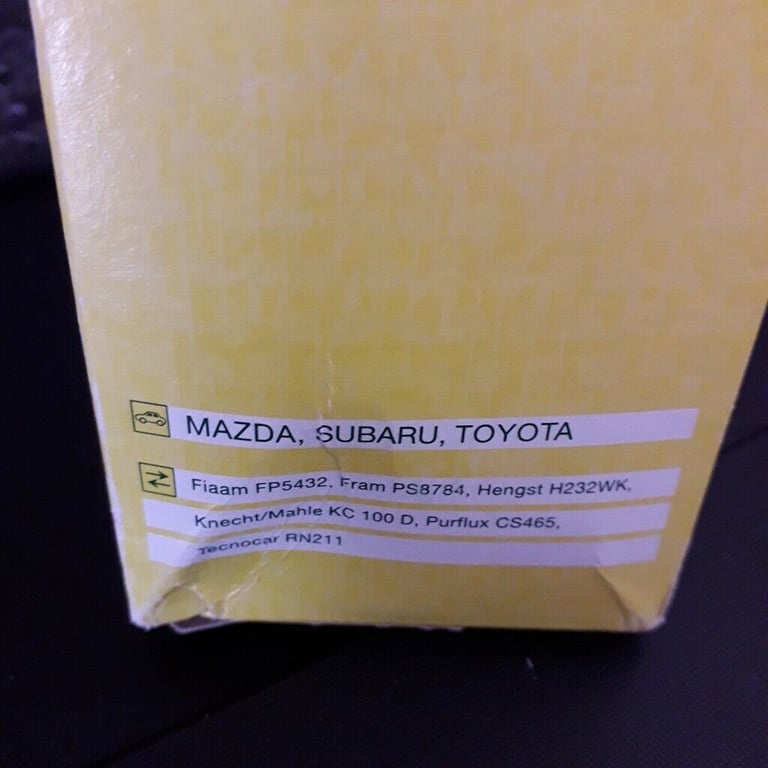 MAZDA, SUBARU, TOYOTA
Fiaam FP5432, Fram PS8784, Hengst H232WK,
Knecht/Mahle KC 100 D, Purflux CS465,
Tecnocar RN211